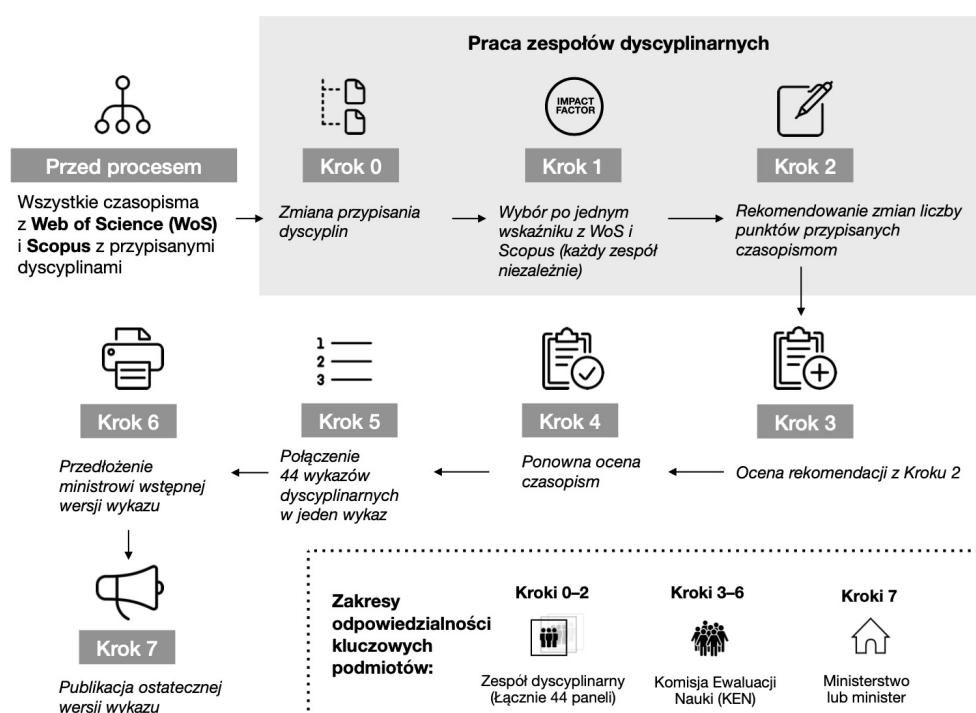 Praca zespołów dyscyplinarnych
Przed procesem
Wszystkie czasopisma
z Web of Science (WoS)
i Scopus z przypisanymi
dyscyplinami
Krok 0
Zmiana przypisania
dyscyplin
IMPACT
FACTOR
Krok 1
Wybór po jednym
wskaźniku z WoS i
Scopus (każdy zespół
niezależnie)
Krok 2
Rekomendowanie zmian liczby
punktów przypisanych
czasopismom
Krok 3
Ocena rekomendacji z Kroku 2
Krok 4
Ponowna ocena
czasopism
1
2
3
Krok 5
Połączenie
44 wykazów
dyscyplinarnych
w jeden wykaz
Krok 6
Przedłożenie
ministrowi wstępnej
wersji wykazu
Krok 7
Publikacja ostatecznej
wersji wykazu
Zakresy
odpowiedzialności
kluczowych
podmiotów:
Kroki 0–2
Zespół dyscyplinarny
(Łącznie 44 paneli)
Kroki 3–6
Komisja Ewaluacji
Nauki (KEN)
Kroki 7
Ministerstwo
lub minister